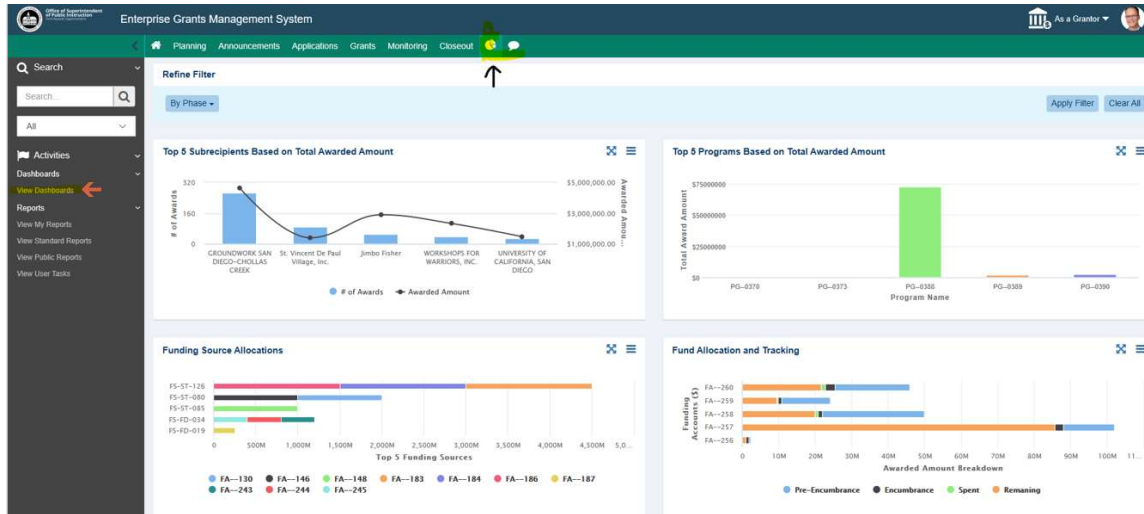 Office of Superintendent
of Public Instruction
Enterprise Grants Management System
As a Grantor
Planning Announcements Applications Grants Monitoring Closeout
Search
Search...
All
Activities
Dashboards
View Dashboards
Reports
View My Reports
View Standard Reports
View Public Reports
View User Tasks
Refine Filter
By Phase
Apply Filter Clear All
Top 5 Subrecipients Based on Total Awarded Amount
# of Awards
320
160
0
$5,000,000.00
$3,000,000.00
$1,000,000.00
Awarded Amou...
GROUNDWORK SAN DIEGO-CHOLLAS CREEK
St. Vincent De Paul Village, Inc.
Jimbo Fisher
WORKSHOPS FOR WARRIORS, INC.
UNIVERSITY OF CALIFORNIA, SAN DIEGO
# of Awards Awarded Amount
Top 5 Programs Based on Total Awarded Amount
Total Award Amount
$75000000
$50000000
$25000000
$0
PG--0370 PG--0373 PG--0386 PG--0389 PG--0390
Program Name
Funding Source Allocations
FS-ST-126
FS-ST-080
FS-ST-085
FS-FD-034
FS-FD-019
0 500M 1,000M 1,500M 2,000M 2,500M 3,000M 3,500M 4,000M 4,500M 5,0...
Top 5 Funding Sources
FA--130 FA--146 FA--148 FA--183 FA--184 FA--186 FA--187
FA--243 FA--244 FA--245
Fund Allocation and Tracking
Funding Accounts ($)
FA--260
FA--259
FA--258
FA--257
FA--256
0 10M 20M 30M 40M 50M 60M 70M 80M 90M 100M 11...
Awarded Amount Breakdown
Pre-Encumbrance Encumbrance Spent Remaning